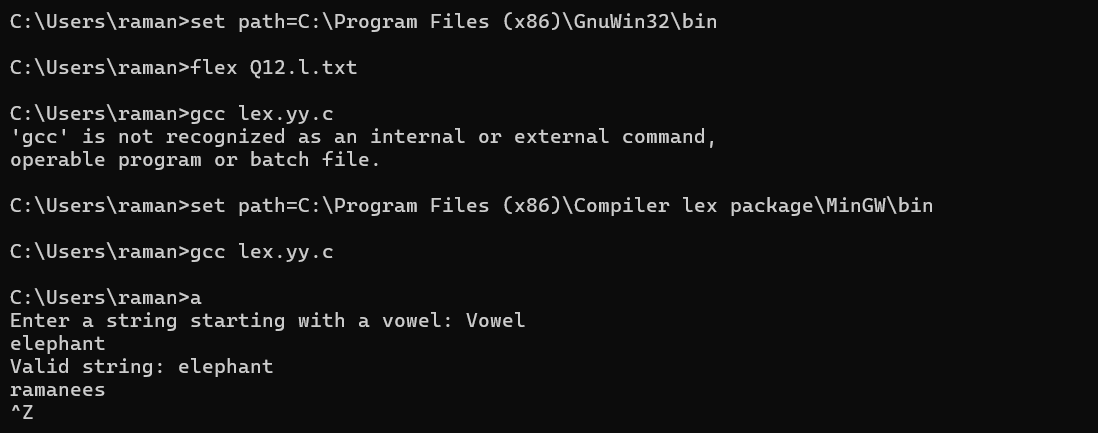 C:\Users\raman>set path=C:\Program Files (x86)\GnuWin32\bin
C:\Users\raman>flex Q12.l.txt
C:\Users\raman>gcc lex.yy.c
'gcc' is not recognized as an internal or external command,
operable program or batch file.
C:\Users\raman>set path=C:\Program Files (x86)\Compiler lex package\MinGW\bin
C:\Users\raman>gcc lex.yy.c
C:\Users\raman>a
Enter a string starting with a vowel: Vowel
elephant
Valid string: elephant
ramanees
^Z